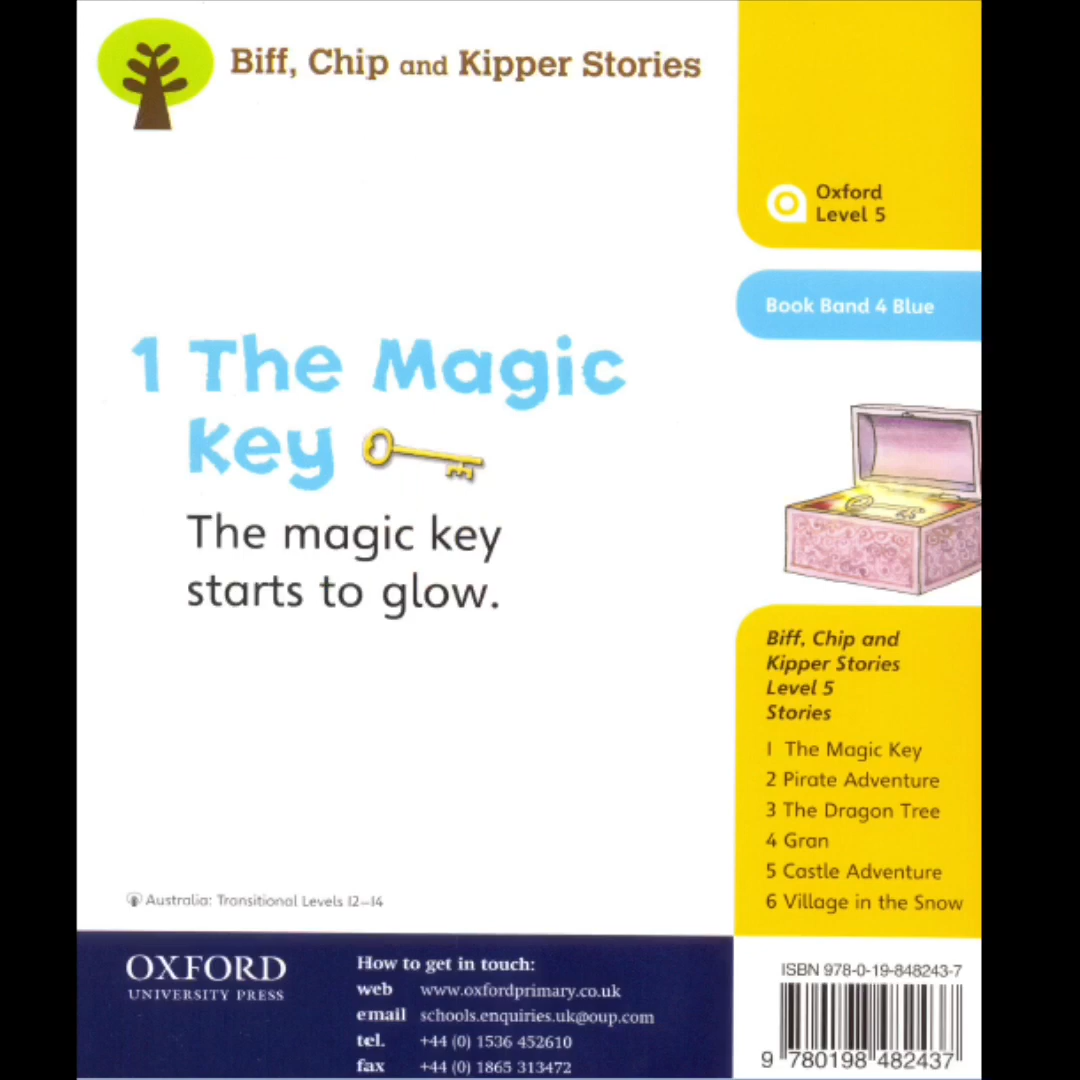 Biff, Chip and Kipper Stories
Oxford
Level 5
Book Band 4 Blue
1 The Magic
Key
The magic key
starts to glow.
Biff, Chip and
Kipper Stories
Level 5
Stories
1 The Magic Key
2 Pirate Adventure
3 The Dragon Tree
4 Gran
5 Castle Adventure
6 Village in the Snow
Australia: Transitional Levels 12–14
OXFORD
UNIVERSITY PRESS
How to get in touch:
web www.oxfordprimary.co.uk
email schools.enquiries.uk@oup.com
tel. +44 (0) 1536 452610
fax +44 (0) 1865 313472
ISBN 978-0-19-848243-7
9 780198 482437